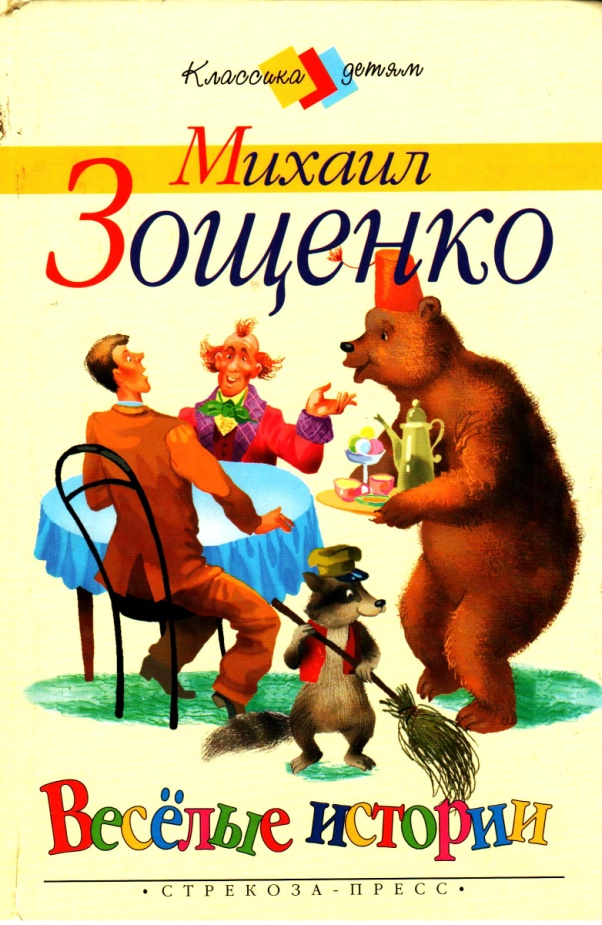 Классика детям
Михаил
Зощенко
Весёлые истории
• СТРЕКОЗА-ПРЕСС •